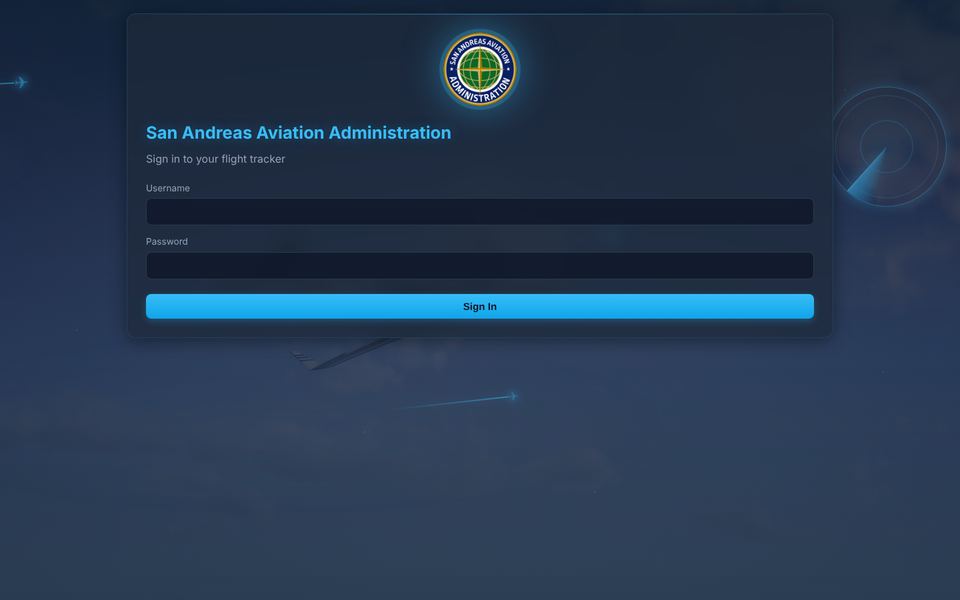 SAN ANDREAS AVIATION
ADMINISTRATION
San Andreas Aviation Administration
Sign in to your flight tracker
Username
Password
Sign In